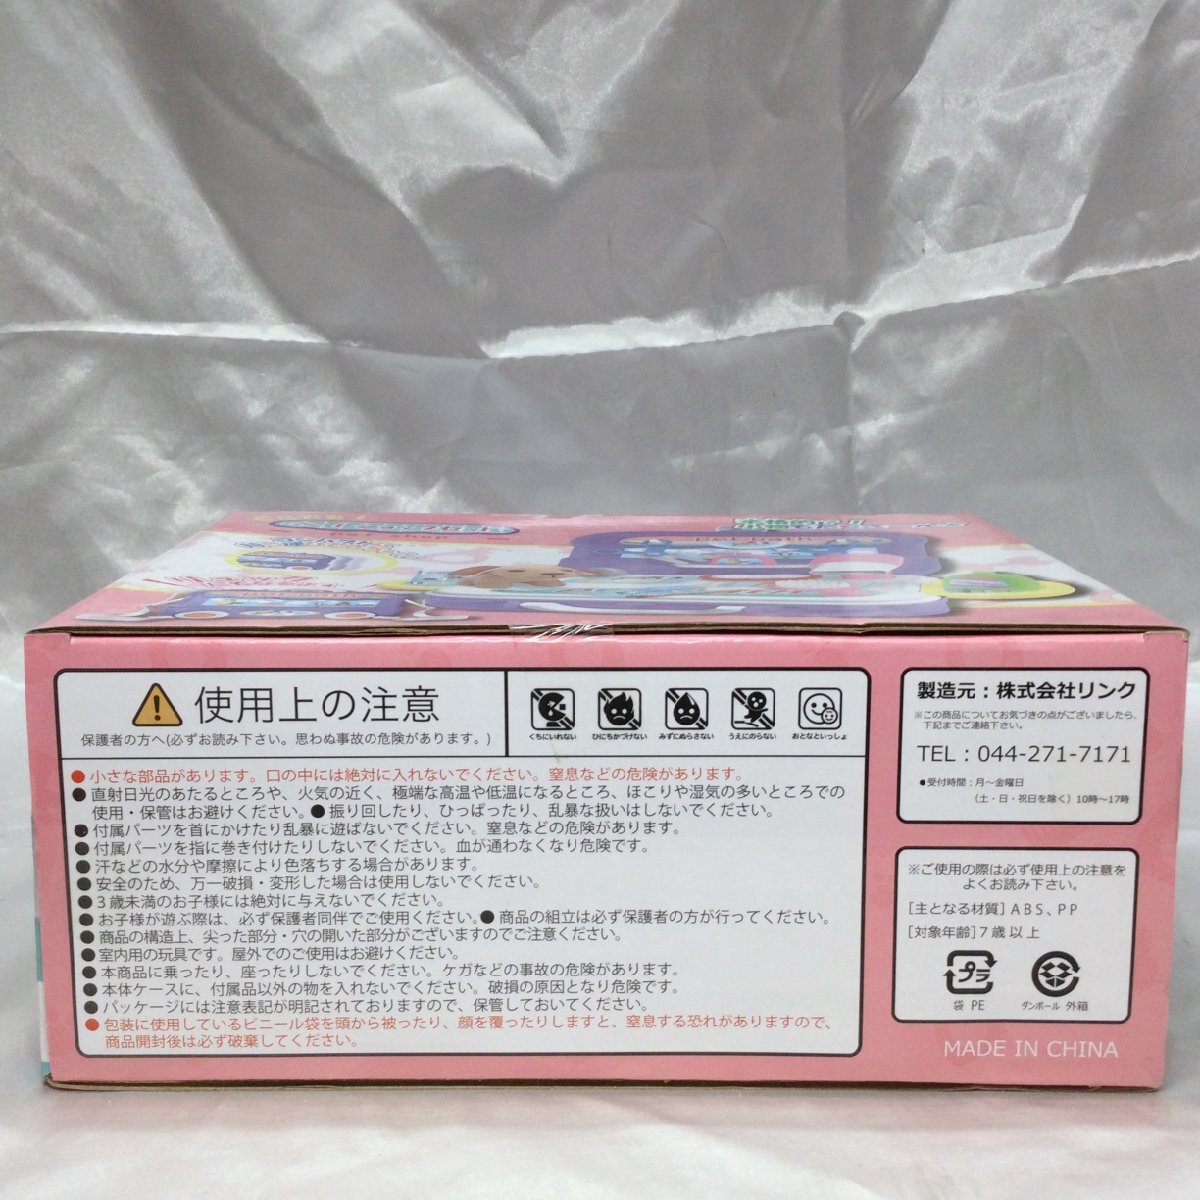 pet shop
pet bath
使用上の注意
保護者の方へ(必ずお読み下さい。思わぬ事故の危険があります。)
くちにいれない
ひにちかづけない
みずにぬらさない
うえにのらない
おとなといっしょ
● 小さな部品があります。口の中には絶対に入れないでください。窒息などの危険があります。
● 直射日光のあたるところや、火気の近く、極端な高温や低温になるところ、ほこりや湿気の多いところでの
使用・保管はお避けください。● 振り回したり、ひっぱったり、乱暴な扱いはしないでください。
● 付属パーツを首にかけたり乱暴に遊ばないでください。窒息などの危険があります。
● 付属パーツを指に巻き付けたりしないでください。血が通わなくなり危険です。
● 汗などの水分や摩擦により色落ちする場合があります。
● 安全のため、万一破損・変形した場合は使用しないでください。
● 3歳未満のお子様には絶対に与えないでください。
● お子様が遊ぶ際は、必ず保護者同伴でご使用ください。● 商品の組立は必ず保護者の方が行ってください。
● 商品の構造上、尖った部分・穴の開いた部分がございますのでご注意ください。
● 室内用の玩具です。屋外でのご使用はお避けください。
● 本商品に乗ったり、座ったりしないでください。ケガなどの事故の危険があります。
● 本体ケースに、付属品以外の物を入れないでください。破損の原因となり危険です。
● パッケージには注意表記が明記されておりますので、保管しておいてください。
● 包装に使用しているビニール袋を頭から被ったり、顔を覆ったりしますと、窒息する恐れがありますので、
商品開封後は必ず破棄してください。
製造元：株式会社リンク
※この商品についてお気づきの点がございましたら、
下記までご連絡下さい。
TEL：044-271-7171
●受付時間：月～金曜日
(土・日・祝日を除く) 10時～17時
※ご使用の際は必ず使用上の注意を
よくお読み下さい。
[主となる材質] ABS、PP
[対象年齢] 7歳以上
プラ
袋 PE
ダンボール 外箱
MADE IN CHINA